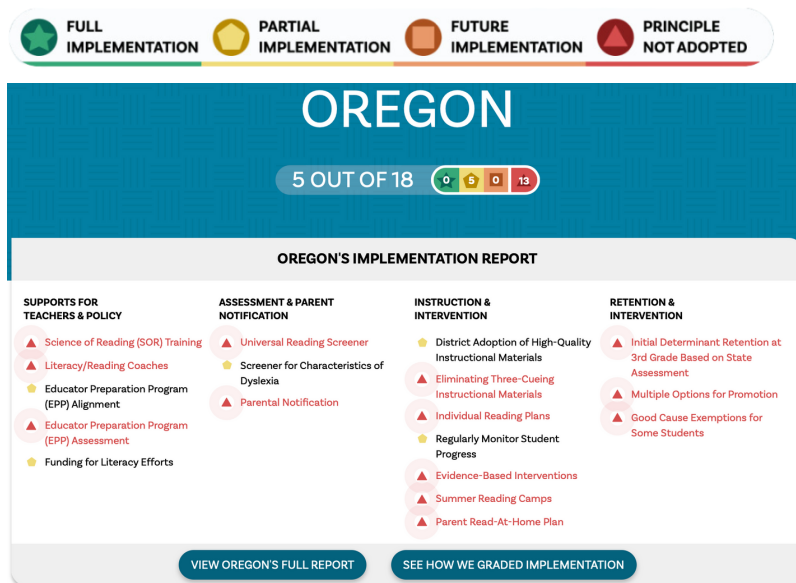 FULL
IMPLEMENTATION
PARTIAL
IMPLEMENTATION
FUTURE
IMPLEMENTATION
PRINCIPLE
NOT ADOPTED
OREGON
5 OUT OF 18
0 5 0 13
OREGON'S IMPLEMENTATION REPORT
SUPPORTS FOR
TEACHERS & POLICY
Science of Reading (SOR) Training
Literacy/Reading Coaches
Educator Preparation Program
(EPP) Alignment
Educator Preparation Program
(EPP) Assessment
Funding for Literacy Efforts
ASSESSMENT & PARENT
NOTIFICATION
Universal Reading Screener
Screener for Characteristics of
Dyslexia
Parental Notification
INSTRUCTION &
INTERVENTION
District Adoption of High-Quality
Instructional Materials
Eliminating Three-Cueing
Instructional Materials
Individual Reading Plans
Regularly Monitor Student
Progress
Evidence-Based Interventions
Summer Reading Camps
Parent Read-At-Home Plan
RETENTION &
INTERVENTION
Initial Determinant Retention at
3rd Grade Based on State
Assessment
Multiple Options for Promotion
Good Cause Exemptions for
Some Students
VIEW OREGON'S FULL REPORT
SEE HOW WE GRADED IMPLEMENTATION